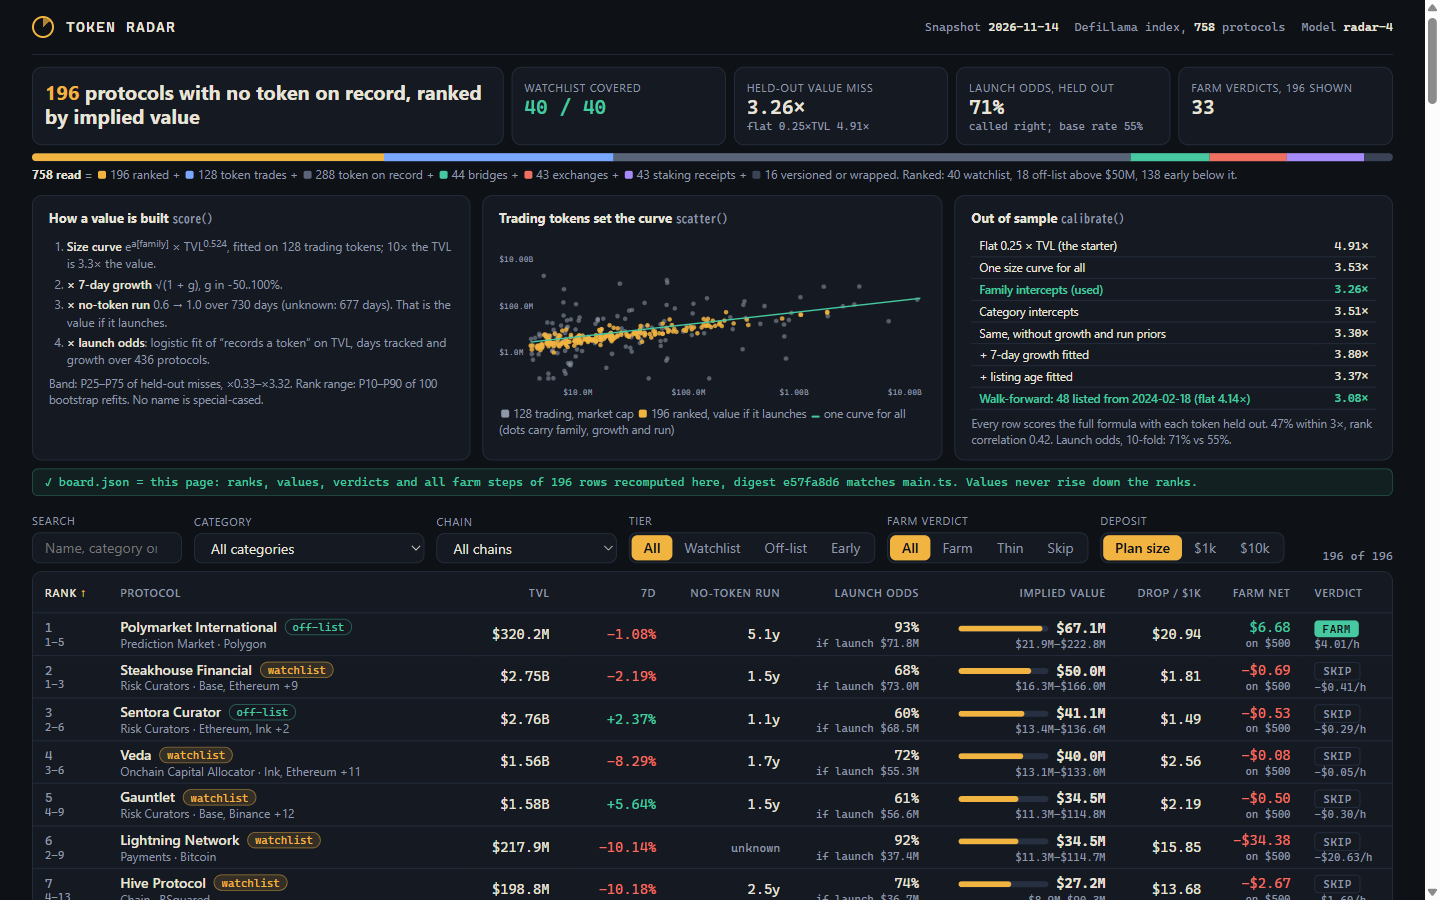 TOKEN RADAR
Snapshot 2026-11-14 DefiLlama index, 758 protocols Model radar-4
196 protocols with no token on record, ranked
by implied value
WATCHLIST COVERED
40 / 40
HELD-OUT VALUE MISS
3.26×
flat 0.25×TVL 4.91×
LAUNCH ODDS, HELD OUT
71%
called right; base rate 55%
FARM VERDICTS, 196 SHOWN
33
758 read = 196 ranked + 128 token trades + 288 token on record + 44 bridges + 43 exchanges + 43 staking receipts + 16 versioned or wrapped. Ranked: 40 watchlist, 18 off-list above $50M, 138 early below it.
How a value is built score()
1. Size curve e^a[family] × TVL^0.524, fitted on 128 trading tokens; 10× the TVL
is 3.3× the value.
2. × 7-day growth √(1 + g), g in -50..100%.
3. × no-token run 0.6 → 1.0 over 730 days (unknown: 677 days). That is the
value if it launches.
4. × launch odds: logistic fit of “records a token” on TVL, days tracked and
growth over 436 protocols.
Band: P25–P75 of held-out misses, ×0.33–×3.32. Rank range: P10–P90 of 100
bootstrap refits. No name is special-cased.
Trading tokens set the curve scatter()
$10.00B
$100.0M
$1.0M
$10.0M $100.0M $1.00B $10.00B
128 trading, market cap 196 ranked, value if it launches one curve for all
(dots carry family, growth and run)
Out of sample calibrate()
Flat 0.25 × TVL (the starter) 4.91×
One size curve for all 3.53×
Family intercepts (used) 3.26×
Category intercepts 3.51×
Same, without growth and run priors 3.30×
+ 7-day growth fitted 3.80×
+ listing age fitted 3.37×
Walk-forward: 48 listed from 2024-02-18 (flat 4.14×) 3.08×
Every row scores the full formula with each token held out. 47% within 3×, rank
correlation 0.42. Launch odds, 10-fold: 71% vs 55%.
✓ board.json = this page: ranks, values, verdicts and all farm steps of 196 rows recomputed here, digest e57fa8d6 matches main.ts. Values never rise down the ranks.
SEARCH CATEGORY CHAIN TIER FARM VERDICT DEPOSIT
Name, category or All categories All chains All Watchlist Off-list Early All Farm Thin Skip Plan size $1k $10k 196 of 196
RANK ↑ PROTOCOL TVL 7D NO-TOKEN RUN LAUNCH ODDS IMPLIED VALUE DROP / $1K FARM NET VERDICT
1 Polymarket International off-list $320.2M −1.08% 5.1y 93% $67.1M $20.94 $6.68 FARM
1–5 Prediction Market · Polygon if launch $71.8M $21.9M–$222.8M on $500 $4.01/h
2 Steakhouse Financial watchlist $2.75B −2.19% 1.5y 68% $50.0M $1.81 −$0.69 SKIP
1–3 Risk Curators · Base, Ethereum +9 if launch $73.0M $16.3M–$166.0M on $500 −$0.41/h
3 Sentora Curator off-list $2.76B +2.37% 1.1y 60% $41.1M $1.49 −$0.53 SKIP
2–6 Risk Curators · Ethereum, Ink +2 if launch $68.5M $13.4M–$136.6M on $500 −$0.29/h
4 Veda watchlist $1.56B −8.29% 1.7y 72% $40.0M $2.56 −$0.08 SKIP
3–6 Onchain Capital Allocator · Ink, Ethereum +11 if launch $55.3M $13.1M–$133.0M on $500 −$0.05/h
5 Gauntlet watchlist $1.58B +5.64% 1.5y 61% $34.5M $2.19 −$0.50 SKIP
4–9 Risk Curators · Base, Binance +12 if launch $56.6M $11.3M–$114.8M on $500 −$0.30/h
6 Lightning Network watchlist $217.9M −10.14% unknown 92% $34.5M $15.85 −$34.38 SKIP
2–9 Payments · Bitcoin if launch $37.4M $11.3M–$114.7M on $500 −$20.63/h
7 Hive Protocol watchlist $198.8M −10.18% 2.5y 74% $27.2M $13.68 −$2.67 SKIP